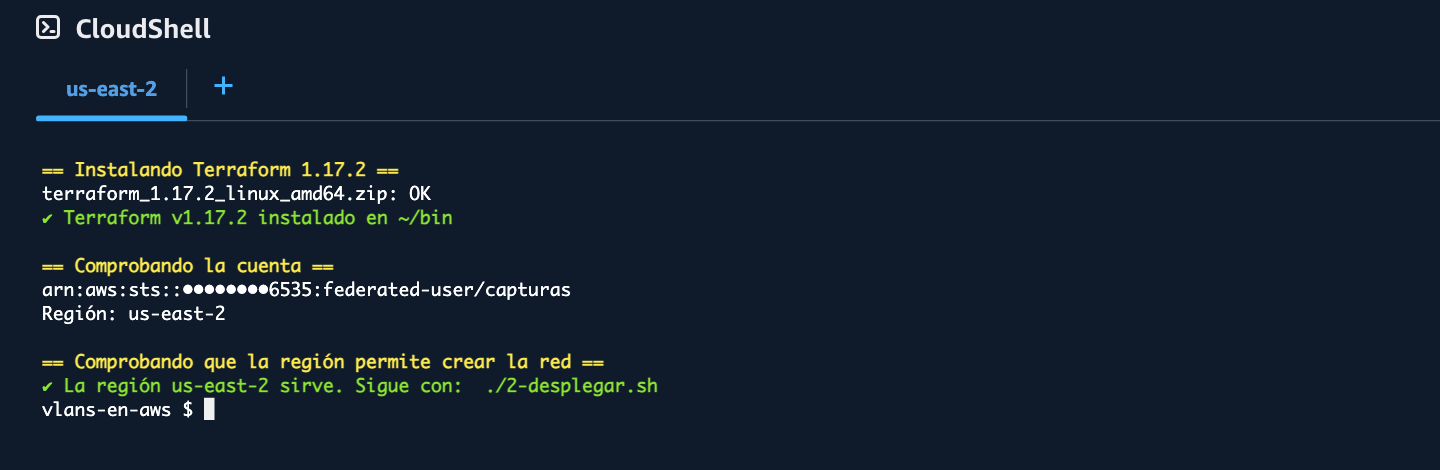 CloudShell
us-east-2 +
== Instalando Terraform 1.17.2 ==
terraform_1.17.2_linux_amd64.zip: OK
✔ Terraform v1.17.2 instalado en ~/bin
== Comprobando la cuenta ==
arn:aws:sts::●●●●●●●●6535:federated-user/capturas
Región: us-east-2
== Comprobando que la región permite crear la red ==
✔ La región us-east-2 sirve. Sigue con:  ./2-desplegar.sh
vlans-en-aws $